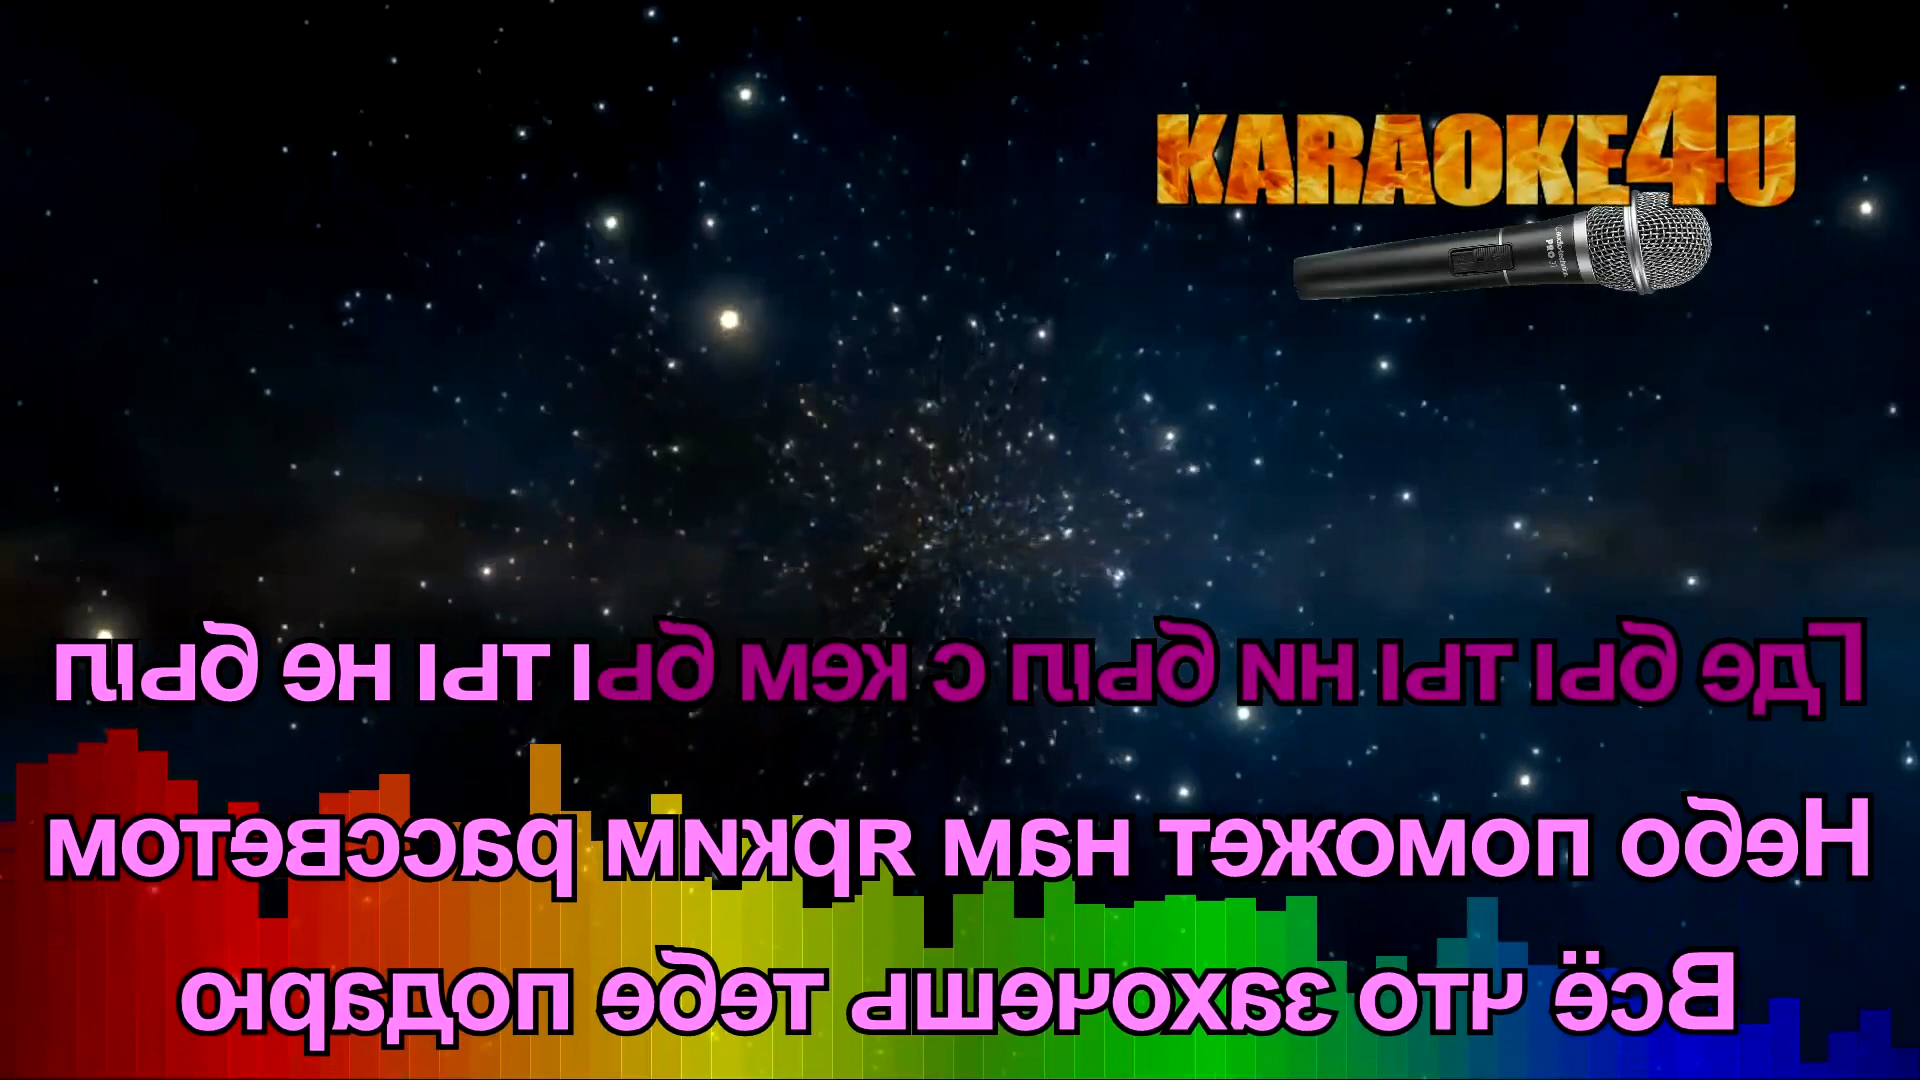 KARAOKE4U
Где бы ты ни был с кем бы ты не был
Небо поможет нам ярким рассветом
Всё что захочешь тебе подарю